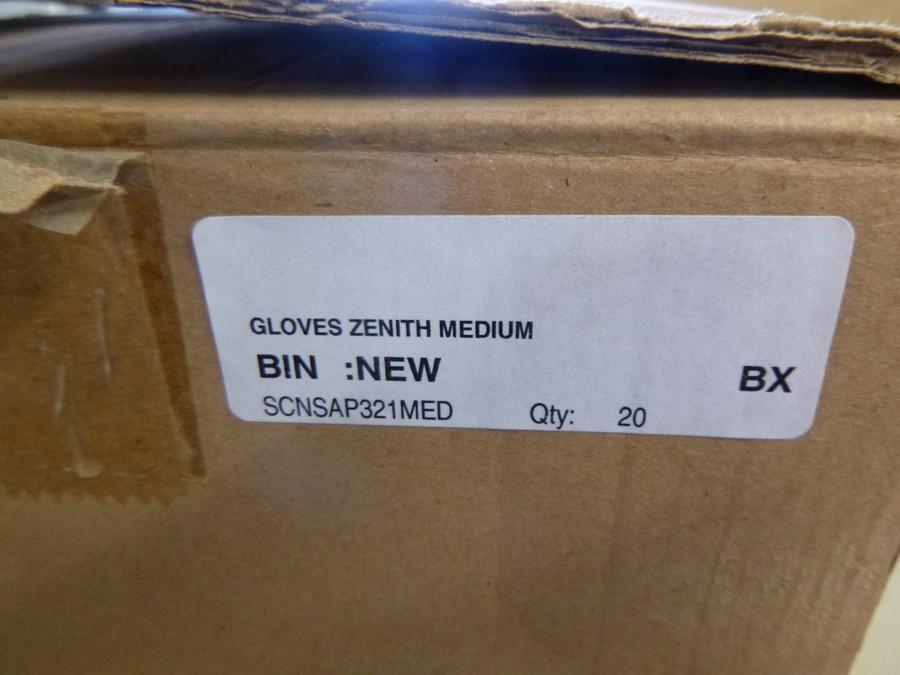 GLOVES ZENITH MEDIUM
BIN :NEW BX
SCNSAP321MED Qty: 20